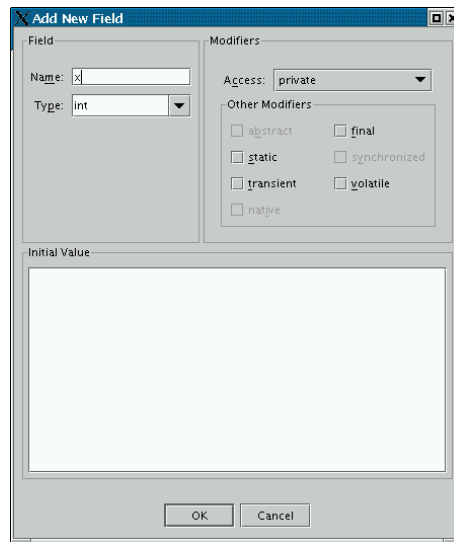 Add New Field
Field
Modifiers
Name: x
Access: private
Type: int
Other Modifiers
abstract
final
static
synchronized
transient
volatile
native
Initial Value
OK
Cancel